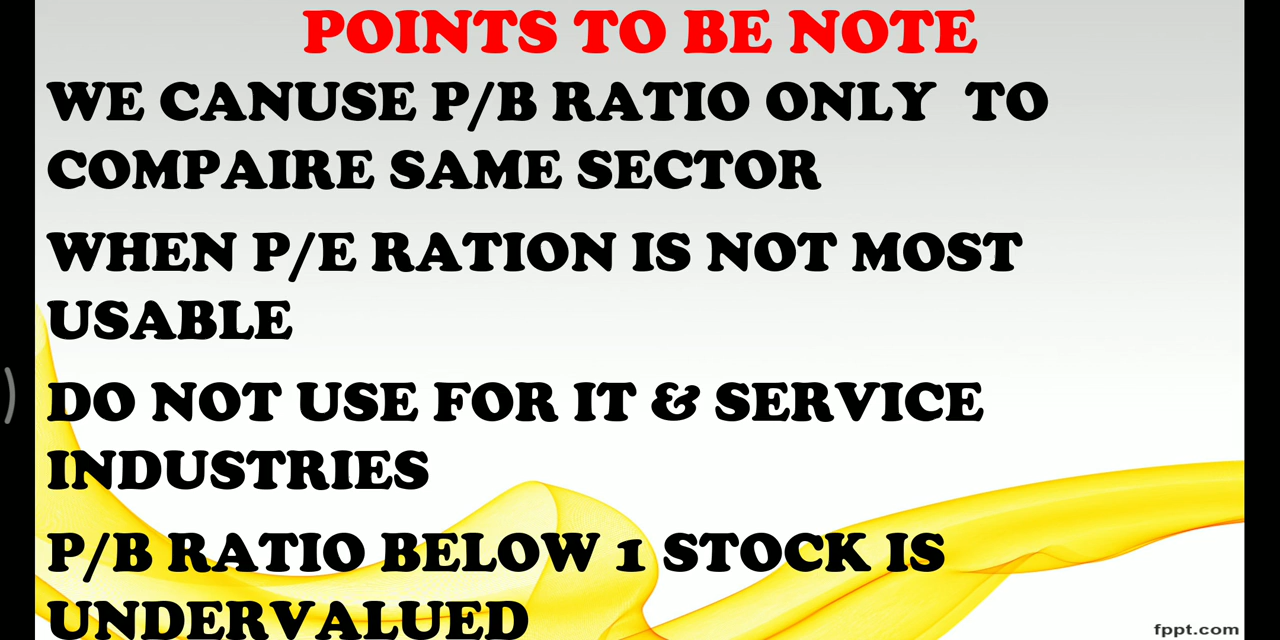 POINTS TO BE NOTE
WE CANUSE P/B RATIO ONLY TO
COMPAIRE SAME SECTOR
WHEN P/E RATION IS NOT MOST
USABLE
DO NOT USE FOR IT & SERVICE
INDUSTRIES
P/B RATIO BELOW 1 STOCK IS
UNDERVALUED
fppt.com